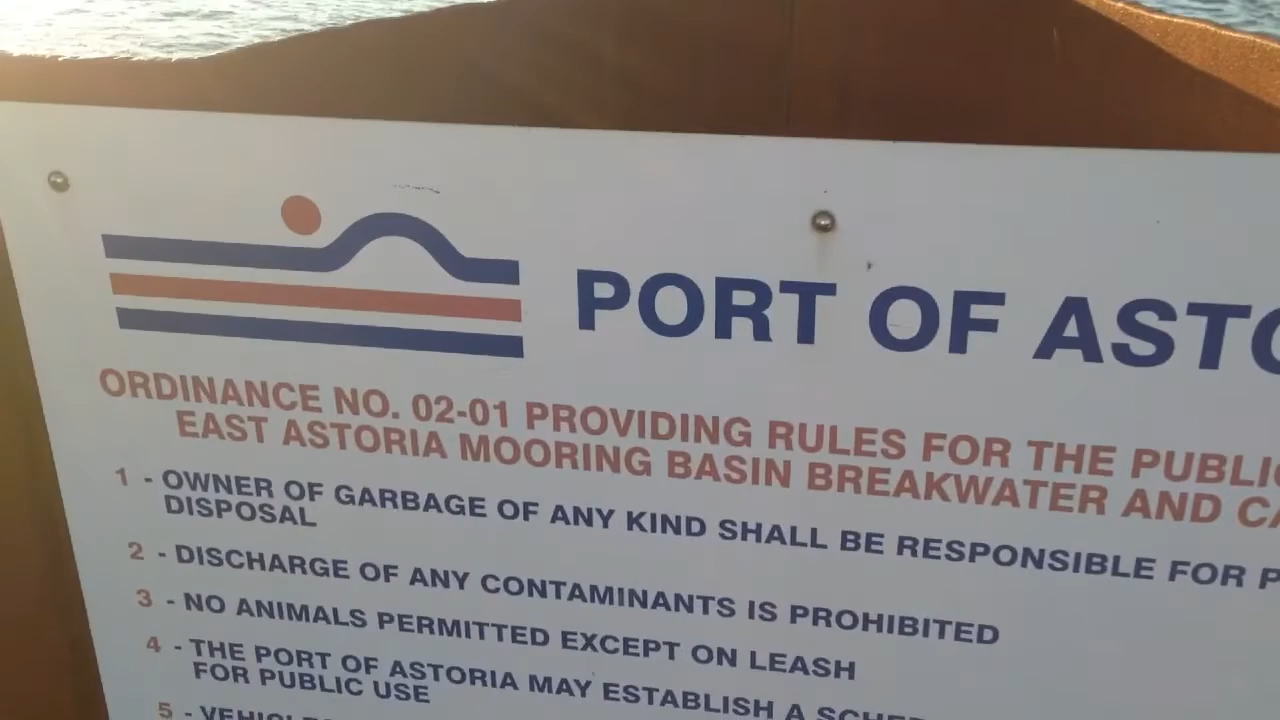 PORT OF
ORDINANCE NO. 02-01 PROVIDING RULES FOR THE PUBLIC
EAST ASTORIA MOORING BASIN BREAKWATER AND
1 - OWNER OF GARBAGE OF ANY KIND SHALL BE RESPONSIBLE FOR
DISPOSAL
2 - DISCHARGE OF ANY CONTAMINANTS IS PROHIBITED
3 - NO ANIMALS PERMITTED EXCEPT ON LEASH
4 - THE PORT OF ASTORIA MAY ESTABLISH A
FOR PUBLIC USE
5 -